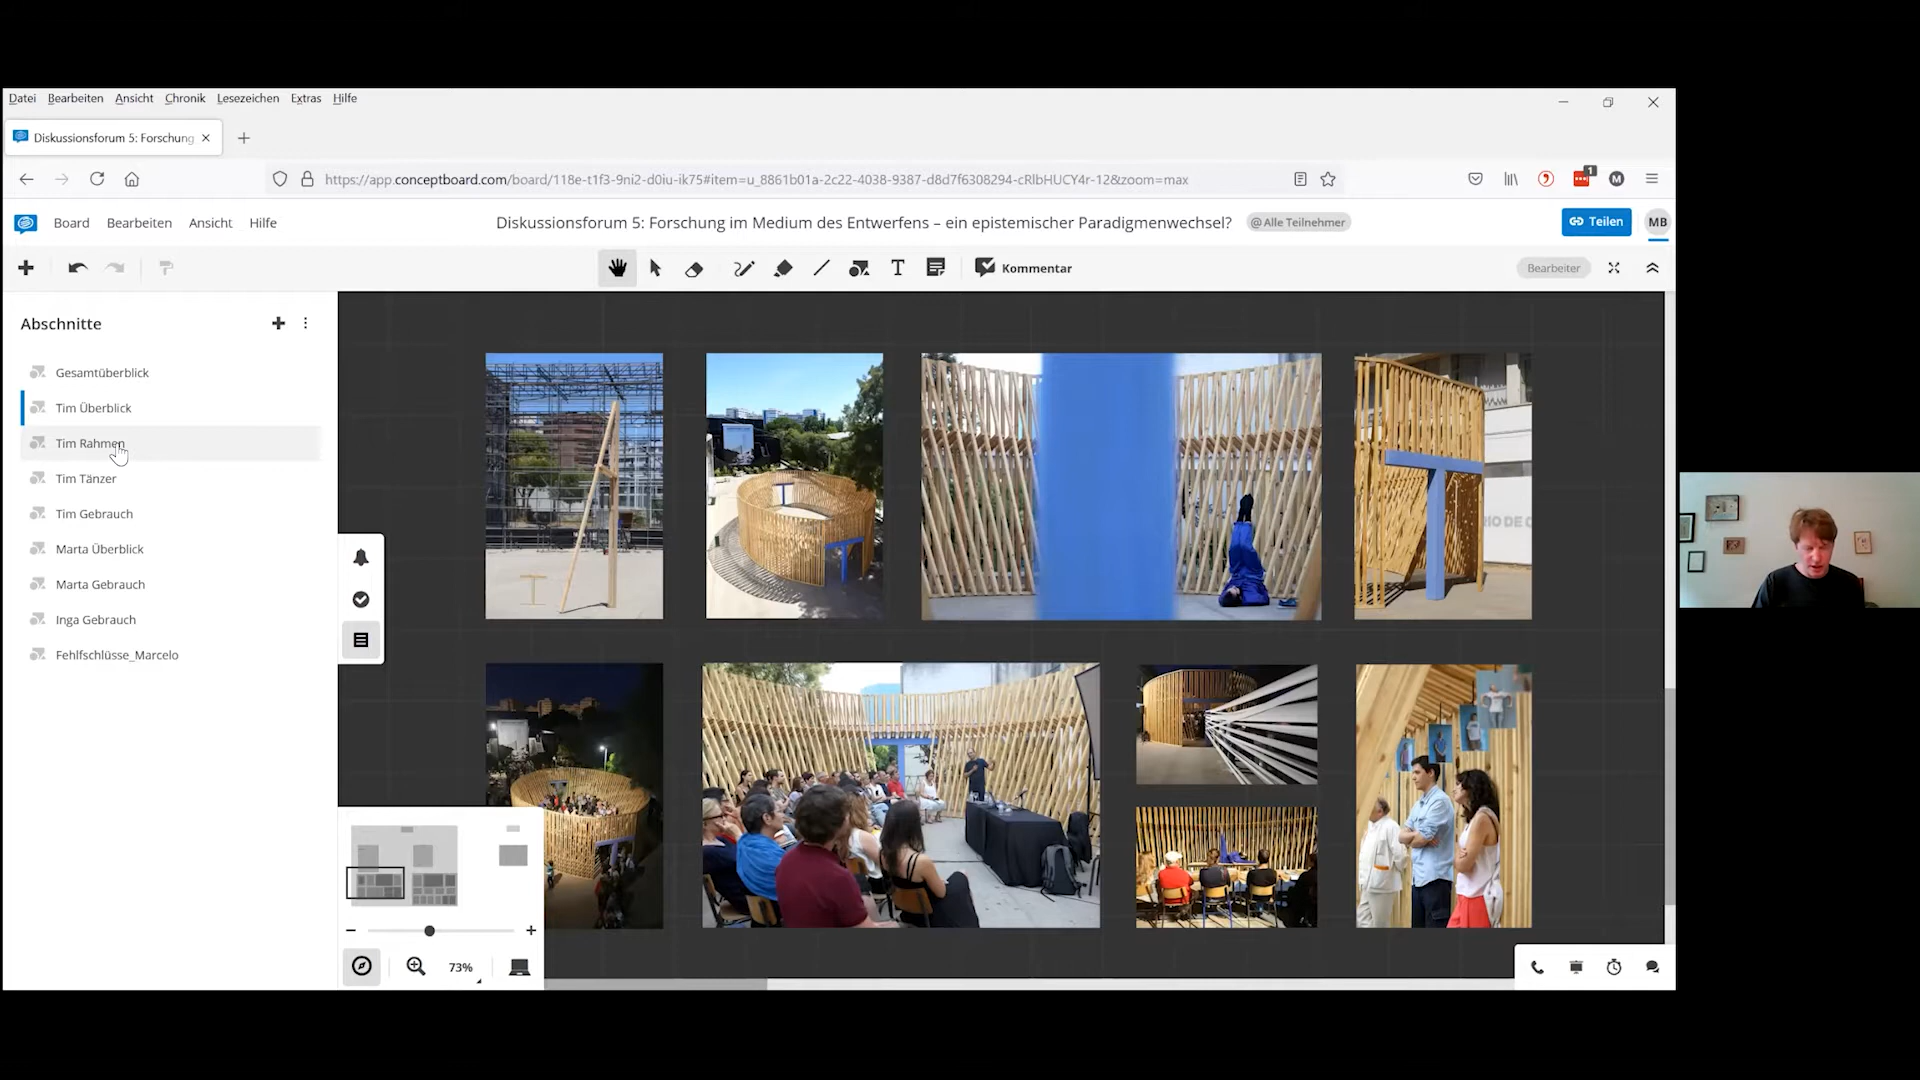 Datei Bearbeiten Ansicht Chronik Lesezeichen Extras Hilfe
Diskussionsforum 5: Forschung
https://app.conceptboard.com/board/118e-t1f3-9ni2-d0iu-ik75#item=u_8861b01a-2c22-4038-9387-d8d7f6308294-cRlbHUCY4r-12&zoom=max
1
M
Board Bearbeiten Ansicht Hilfe
Diskussionsforum 5: Forschung im Medium des Entwerfens – ein epistemischer Paradigmenwechsel?
@Alle Teilnehmer
Teilen
MB
T
Kommentar
Bearbeiter
Abschnitte
Gesamtüberblick
Tim Überblick
Tim Rahmen
Tim Tänzer
Tim Gebrauch
Marta Überblick
Marta Gebrauch
Inga Gebrauch
Fehlfschlüsse_Marcelo
73%